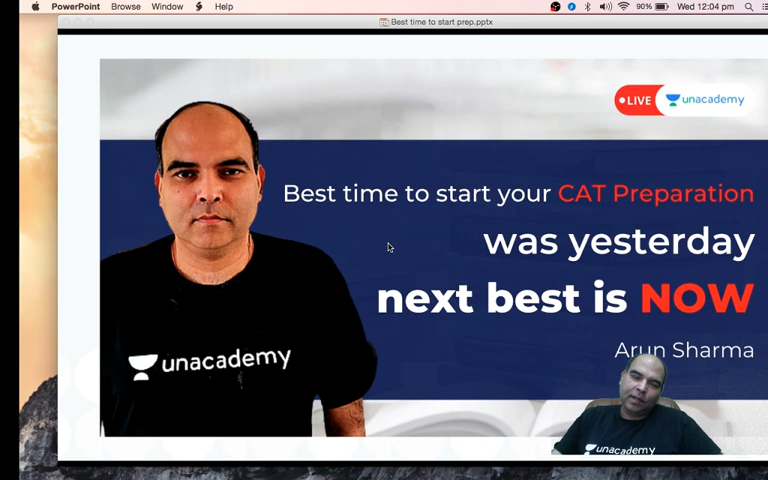 PowerPoint Browse Window Help 90% Wed 12:04 pm
Best time to start prep.pptx
LIVE unacademy
Best time to start your CAT Preparation
was yesterday
next best is NOW
Arun Sharma
unacademy
unacademy